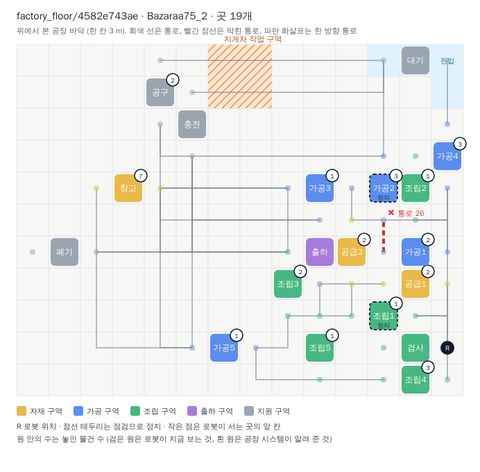 factory_floor/4582e743ae · Bazaraa75_2 · 곳 19개
위에서 본 공장 바닥 (한 칸 3 m). 회색 선은 통로, 빨간 점선은 막힌 통로, 파란 화살표는 한 방향 통로
지게차 작업 구역
대기
전립
공구 2
충전
가공4 3
창고 7
가공3 1
가공2 3
정지
조립2 1
통로 26
폐기
출하
공급2 2
가공1 2
조립3 2
공급1 2
조립1 1
정지
가공5 1
조립5 1
검사
R
조립4 3
자재 구역
가공 구역
조립 구역
출하 구역
지원 구역
R 로봇 위치 · 점선 테두리는 점검으로 정지 · 작은 점은 로봇이 서는 곳의 앞 칸
원 안의 수는 놓인 물건 수 (검은 원은 로봇이 지금 보는 것, 흰 원은 공장 시스템이 알려 준 것)